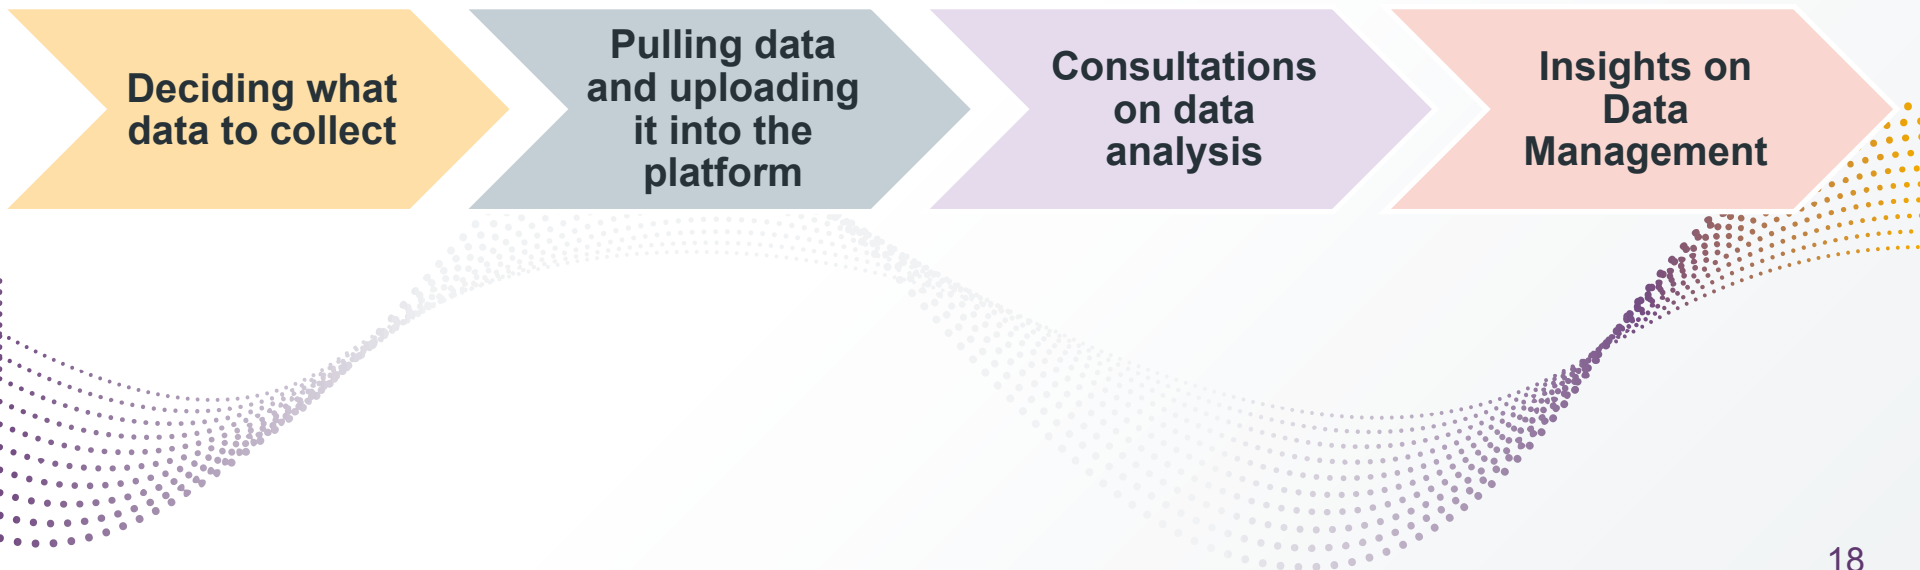 Deciding what
data to collect
Pulling data
and uploading
it into the
platform
Consultations
on data
analysis
Insights on
Data
Management
18